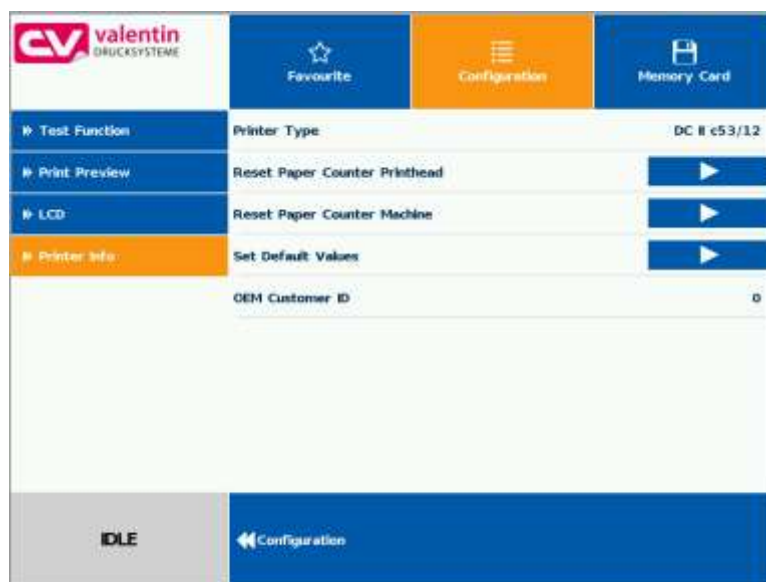 CV valentin
DRUCKSYSTEME
Favourite
Configuration
Memory Card
Test Function
Print Preview
LCD
Printer Info
Printer Type DC II c53/12
Reset Paper Counter Printhead
Reset Paper Counter Machine
Set Default Values
OEM Customer ID 0
IDLE
Configuration